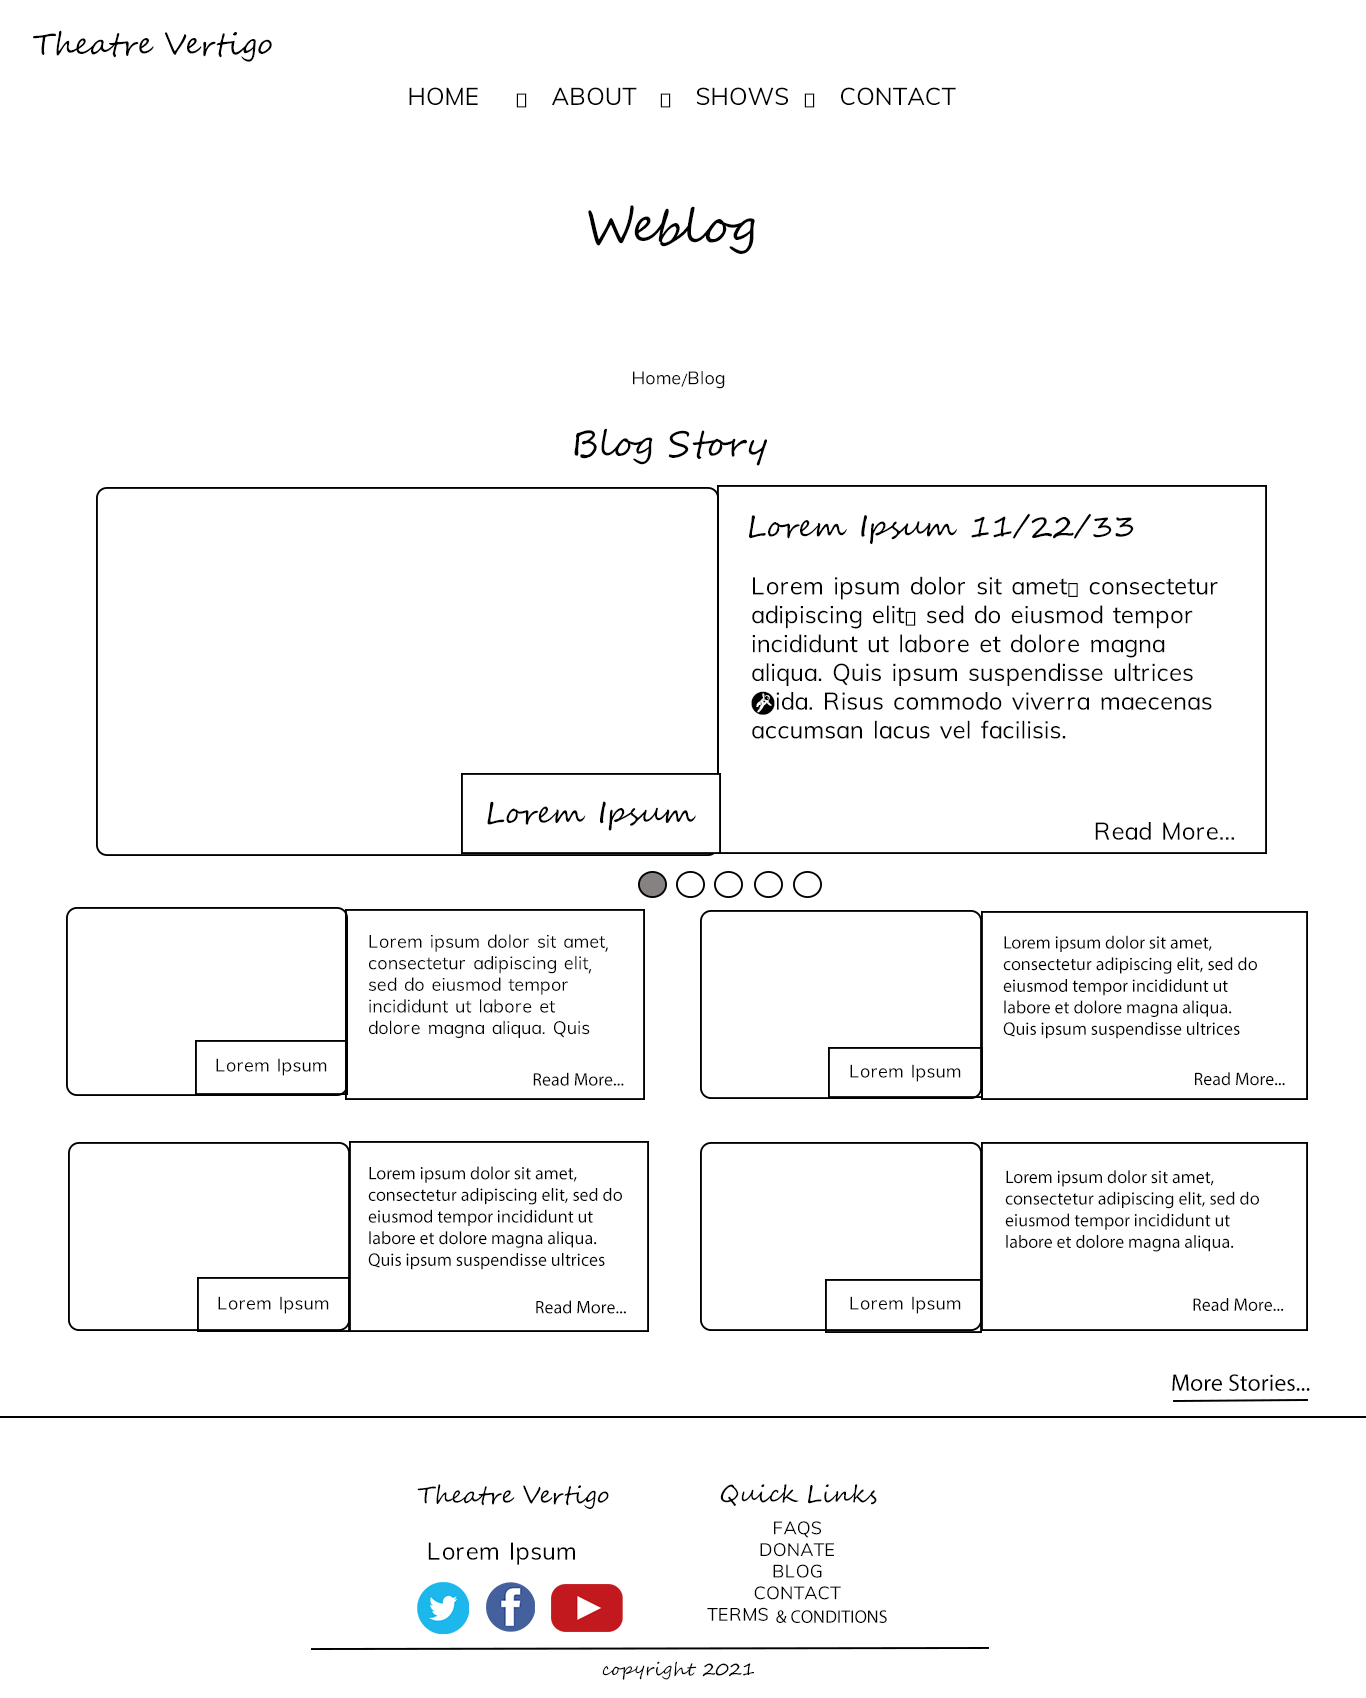 Theatre Vertigo
HOME ▯ ABOUT ▯ SHOWS ▯ CONTACT
Weblog
Home/Blog
Blog Story
Lorem Ipsum 11/22/33
Lorem ipsum dolor sit amet▯ consectetur
adipiscing elit▯ sed do eiusmod tempor
incididunt ut labore et dolore magna
aliqua. Quis ipsum suspendisse ultrices
ida. Risus commodo viverra maecenas
accumsan lacus vel facilisis.
Lorem Ipsum
Read More...
Lorem ipsum dolor sit amet,
consectetur adipiscing elit,
sed do eiusmod tempor
incididunt ut labore et
dolore magna aliqua. Quis
Lorem Ipsum
Read More...
Lorem ipsum dolor sit amet,
consectetur adipiscing elit, sed do
eiusmod tempor incididunt ut
labore et dolore magna aliqua.
Quis ipsum suspendisse ultrices
Lorem Ipsum
Read More...
Lorem ipsum dolor sit amet,
consectetur adipiscing elit, sed do
eiusmod tempor incididunt ut
labore et dolore magna aliqua.
Quis ipsum suspendisse ultrices
Lorem Ipsum
Read More...
Lorem ipsum dolor sit amet,
consectetur adipiscing elit, sed do
eiusmod tempor incididunt ut
labore et dolore magna aliqua.
Lorem Ipsum
Read More...
More Stories...
Theatre Vertigo
Lorem Ipsum
Quick Links
FAQS
DONATE
BLOG
CONTACT
TERMS & CONDITIONS
copyright 2021